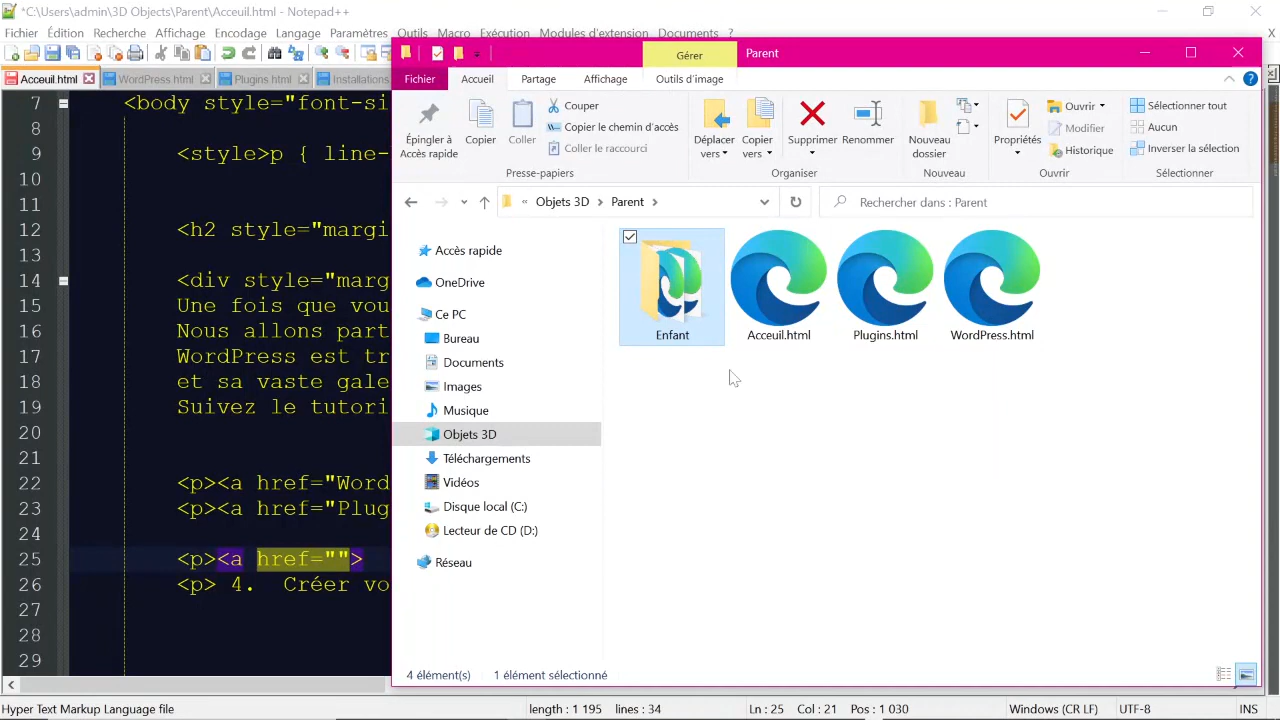 *C:\Users\admin\3D Objects\Parent\Acceuil.html - Notepad++
Fichier Édition Recherche Affichage Encodage Langage Paramètres Outils Macro Exécution Modules d'extension Documents X
Acceuil.html WordPress.html Plugins.html Installations
7 <body style="font-si
8
9 <style>p { line-
10
11
12 <h2 style="margi
13
14 <div style="marg
15 Une fois que vou
16 Nous allons part
17 WordPress est tr
18 et sa vaste gale
19 Suivez le tutori
20
21
22 <p><a href="Word
23 <p><a href="Plug
24
25 <p><a href="">
26 <p> 4. Créer vo
27
28
29
Gérer Parent
Fichier Accueil Partage Affichage Outils d'image
Épingler à
Accès rapide
Copier
Coller
Couper
Copier le chemin d'accès
Coller le raccourci
Presse-papiers
Déplacer
vers
Copier
vers
Supprimer
Renommer
Organiser
Nouveau
dossier
Nouveau
Propriétés
Ouvrir
Modifier
Historique
Ouvrir
Sélectionner tout
Aucun
Inverser la sélection
Sélectionner
« Objets 3D > Parent >
Rechercher dans : Parent
Accès rapide
OneDrive
Ce PC
Bureau
Documents
Images
Musique
Objets 3D
Téléchargements
Vidéos
Disque local (C:)
Lecteur de CD (D:)
Réseau
Enfant
Acceuil.html
Plugins.html
WordPress.html
4 élément(s) 1 élément sélectionné
Hyper Text Markup Language file length : 1 195 lines : 34 Ln : 25 Col : 21 Pos : 1 030 Windows (CR LF) UTF-8 INS